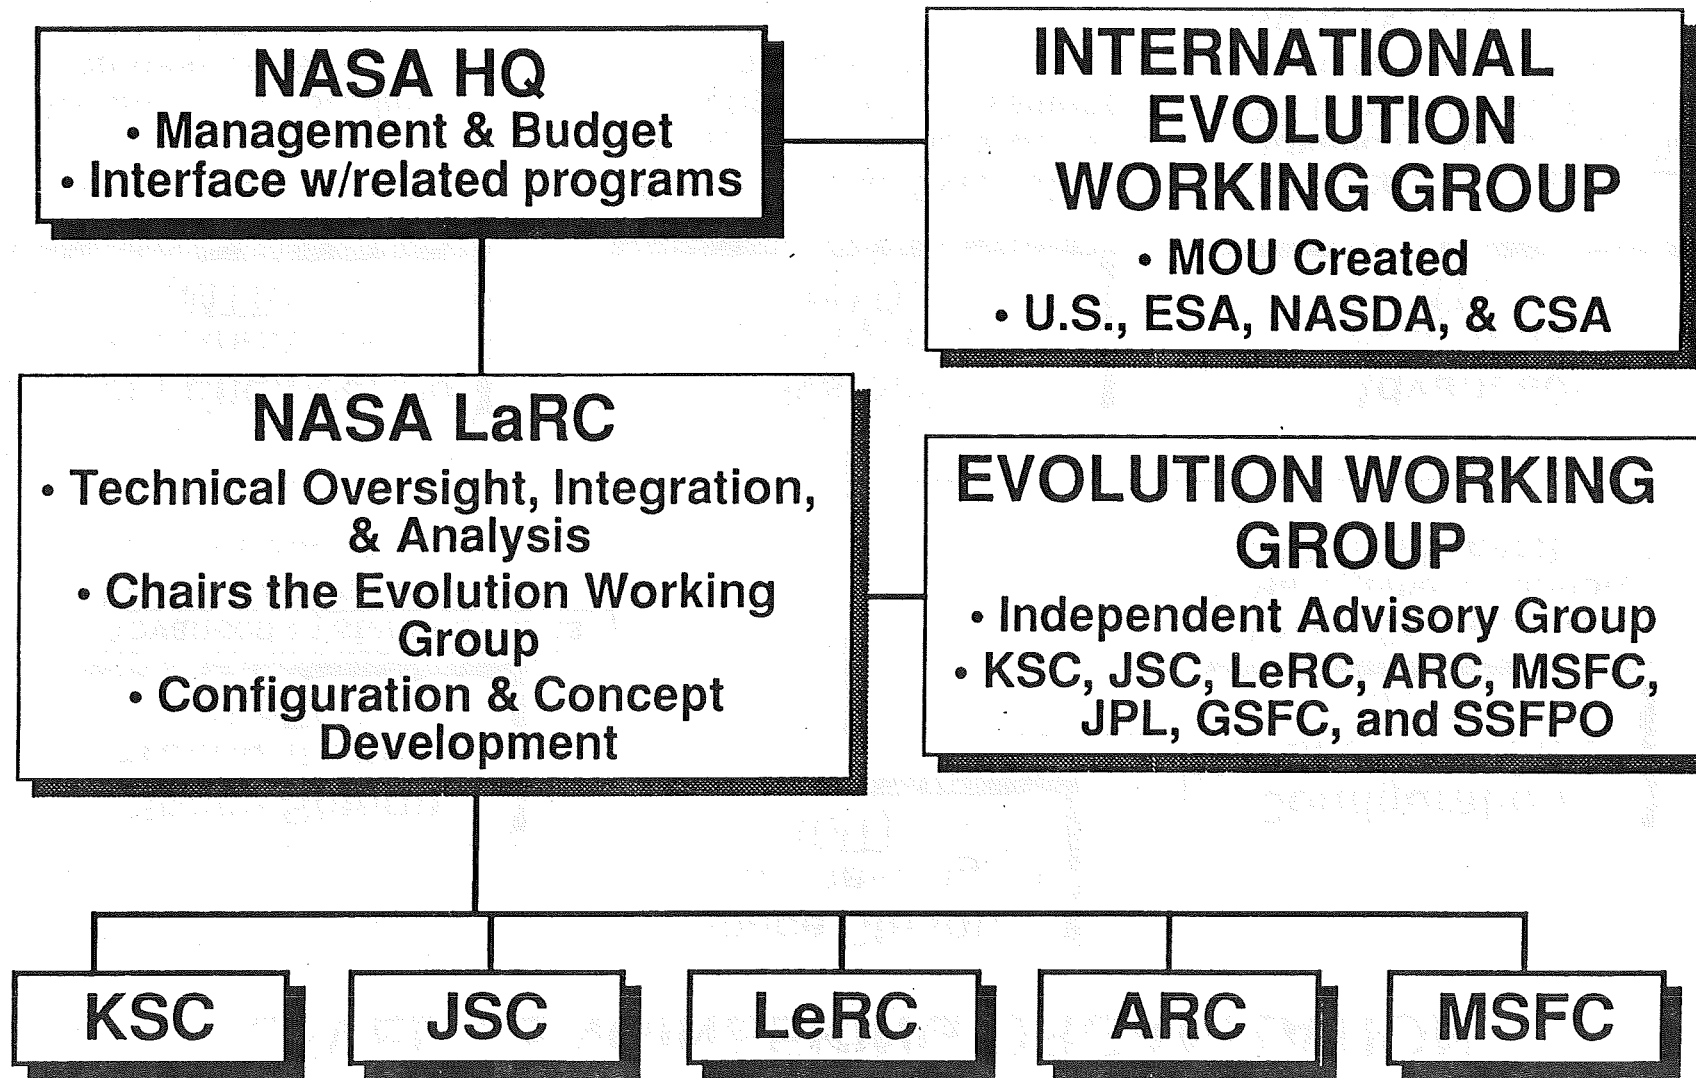 NASA HQ
• Management & Budget
• Interface w/related programs
INTERNATIONAL
EVOLUTION
WORKING GROUP
• MOU Created
• U.S., ESA, NASDA, & CSA
NASA LaRC
• Technical Oversight, Integration,
& Analysis
• Chairs the Evolution Working
Group
• Configuration & Concept
Development
EVOLUTION WORKING
GROUP
• Independent Advisory Group
• KSC, JSC, LeRC, ARC, MSFC,
JPL, GSFC, and SSFPO
KSC
JSC
LeRC
ARC
MSFC